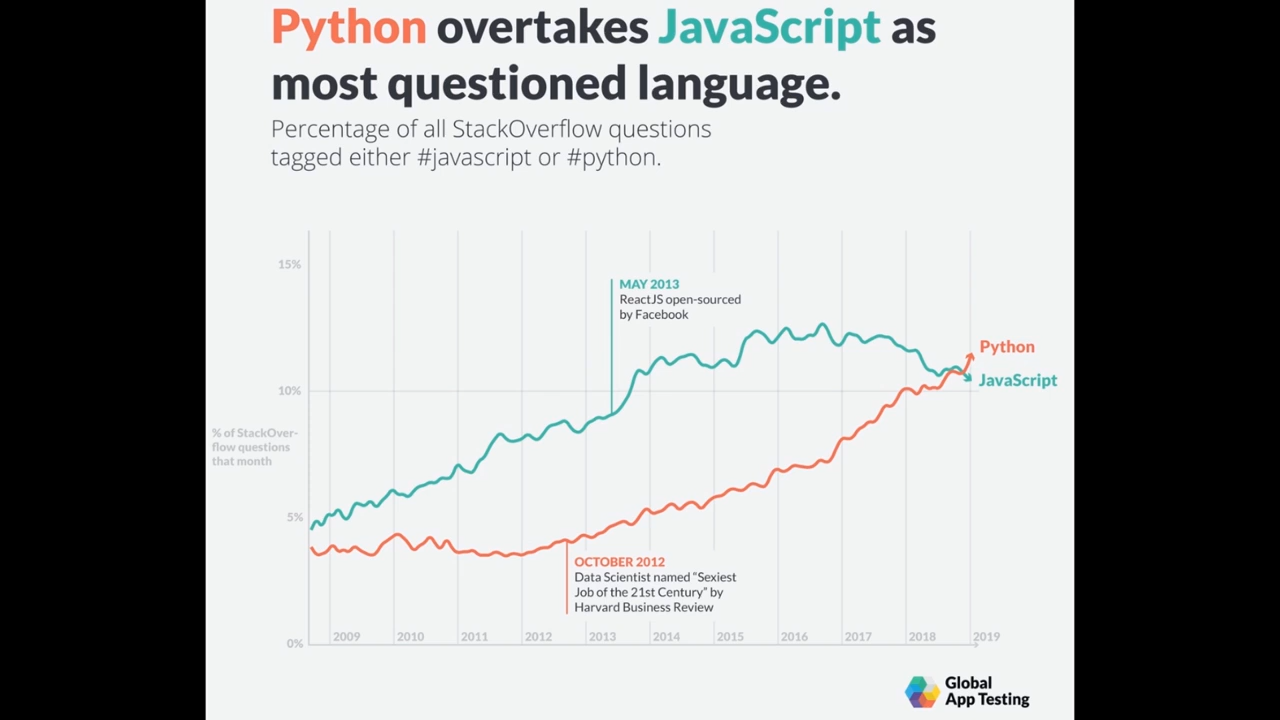 Python overtakes JavaScript as
most questioned language.
Percentage of all StackOverflow questions
tagged either #javascript or #python.
15%
MAY 2013
ReactJS open-sourced
by Facebook
Python
JavaScript
10%
% of StackOver-
flow questions
that month
5%
OCTOBER 2012
Data Scientist named "Sexiest
Job of the 21st Century" by
Harvard Business Review
0%
2009 2010 2011 2012 2013 2014 2015 2016 2017 2018 2019
Global
App Testing